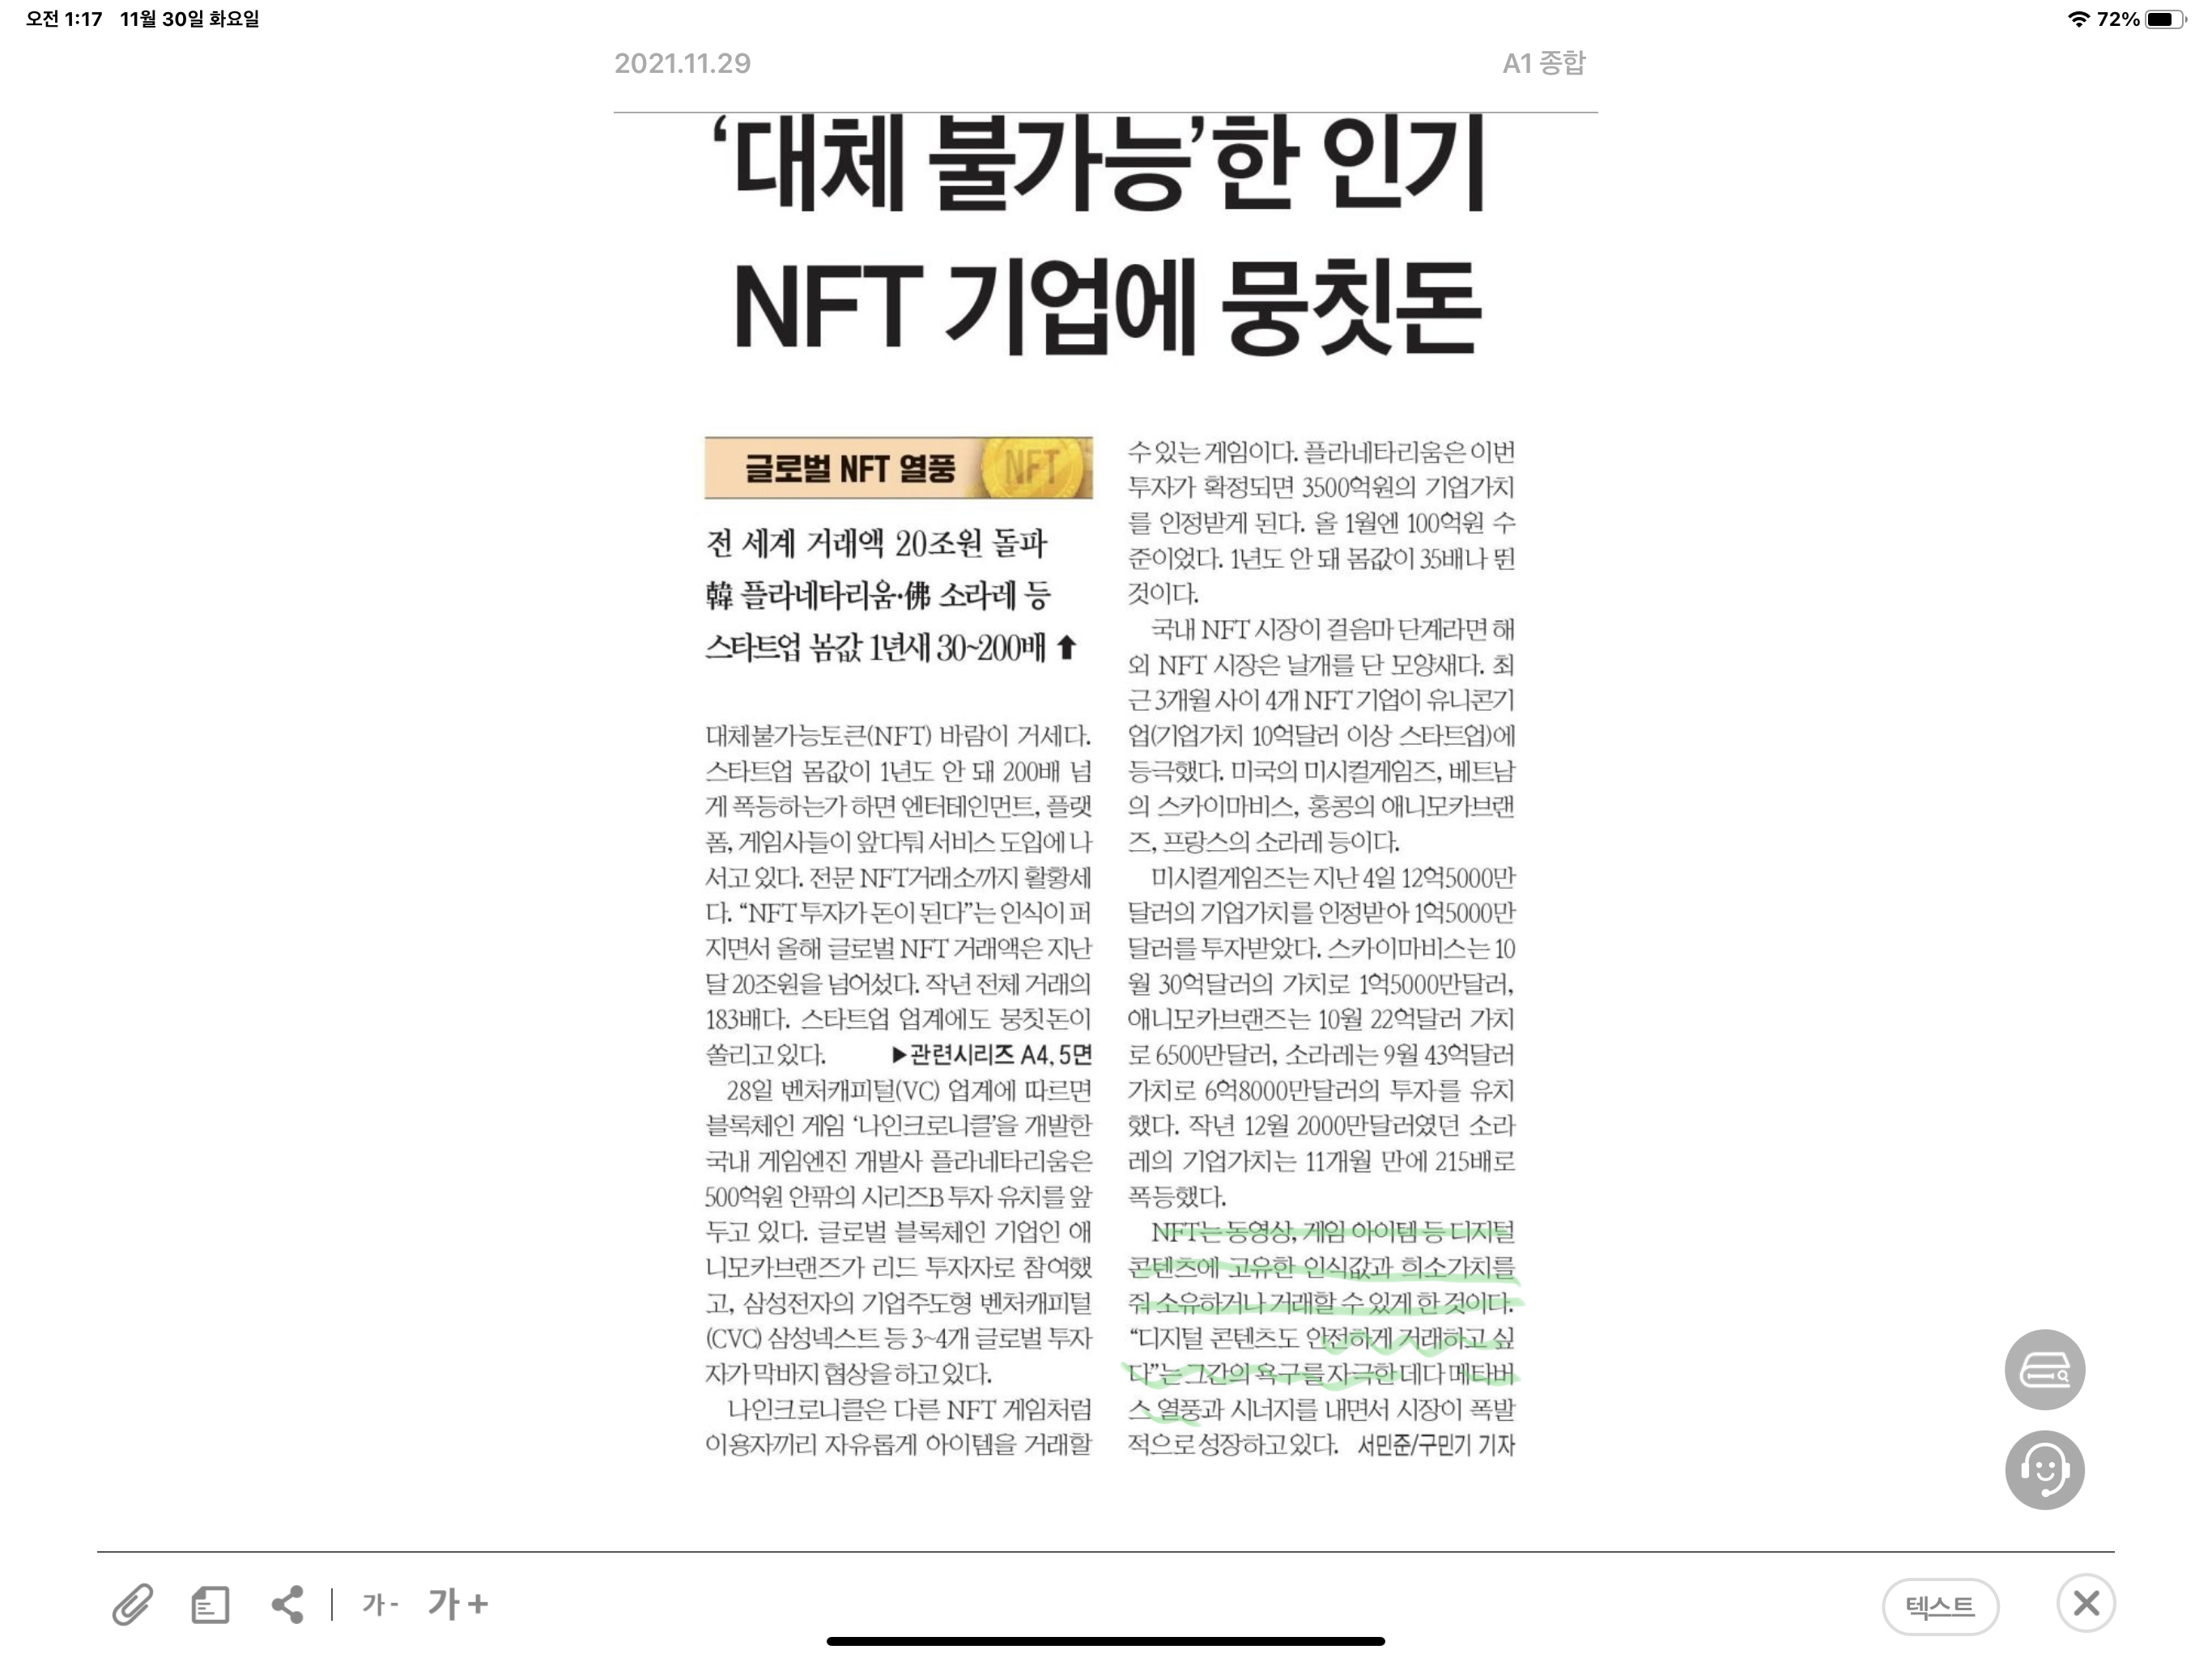 오전 1:17 11월 30일 화요일
72%
2021.11.29
A1 종합
‘대체 불가능’한 인기
NFT 기업에 뭉칫돈
글로벌 NFT 열풍
NFT
전 세계 거래액 20조원 돌파
韓 플라네타리움·佛 소라레 등
스타트업 몸값 1년새 30~200배 ⬆
대체불가능토큰(NFT) 바람이 거세다.
스타트업 몸값이 1년도 안 돼 200배 넘
게 폭등하는가 하면 엔터테인먼트, 플랫
폼, 게임사들이 앞다퉈 서비스 도입에 나
서고 있다. 전문 NFT거래소까지 활황세
다. “NFT 투자가 돈이 된다”는 인식이 퍼
지면서 올해 글로벌 NFT 거래액은 지난
달 20조원을 넘어섰다. 작년 전체 거래의
183배다. 스타트업 업계에도 뭉칫돈이
쏠리고 있다. ▶관련시리즈 A4, 5면
28일 벤처캐피털(VC) 업계에 따르면
블록체인 게임 ‘나인크로니클’을 개발한
국내 게임엔진 개발사 플라네타리움은
500억원 안팎의 시리즈B 투자 유치를 앞
두고 있다. 글로벌 블록체인 기업인 애
니모카브랜즈가 리드 투자자로 참여했
고, 삼성전자의 기업주도형 벤처캐피털
(CVC) 삼성넥스트 등 3~4개 글로벌 투자
자가 막바지 협상을 하고 있다.
나인크로니클은 다른 NFT 게임처럼
이용자끼리 자유롭게 아이템을 거래할
수 있는 게임이다. 플라네타리움은 이번
투자가 확정되면 3500억원의 기업가치
를 인정받게 된다. 올 1월엔 100억원 수
준이었다. 1년도 안 돼 몸값이 35배나 뛴
것이다.
국내 NFT 시장이 걸음마 단계라면 해
외 NFT 시장은 날개를 단 모양새다. 최
근 3개월 사이 4개 NFT 기업이 유니콘기
업(기업가치 10억달러 이상 스타트업)에
등극했다. 미국의 미시컬게임즈, 베트남
의 스카이마비스, 홍콩의 애니모카브랜
즈, 프랑스의 소라레 등이다.
미시컬게임즈는 지난 4일 12억5000만
달러의 기업가치를 인정받아 1억5000만
달러를 투자받았다. 스카이마비스는 10
월 30억달러의 가치로 1억5000만달러,
애니모카브랜즈는 10월 22억달러 가치
로 6500만달러, 소라레는 9월 43억달러
가치로 6억8000만달러의 투자를 유치
했다. 작년 12월 2000만달러였던 소라
레의 기업가치는 11개월 만에 215배로
폭등했다.
NFT는 동영상, 게임 아이템 등 디지털
콘텐츠에 고유한 인식값과 희소가치를
줘 소유하거나 거래할 수 있게 한 것이다.
“디지털 콘텐츠도 안전하게 거래하고 싶
다”는 그간의 욕구를 자극한 데다 메타버
스 열풍과 시너지를 내면서 시장이 폭발
적으로 성장하고 있다. 서민준/구민기 기자
가- 가+
텍스트